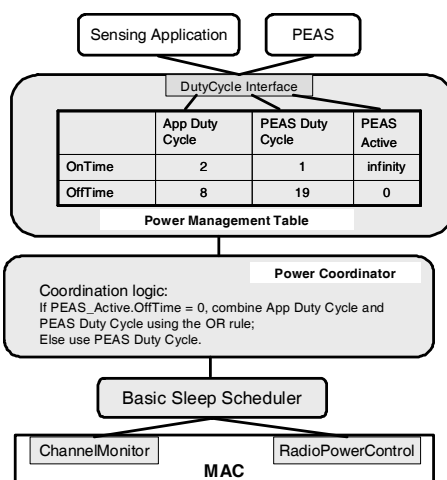 Sensing Application
PEAS
DutyCycle Interface
App Duty Cycle PEAS Duty Cycle PEAS Active
OnTime 2 1 infinity
OffTime 8 19 0
Power Management Table
Power Coordinator
Coordination logic:
If PEAS_Active.OffTime = 0, combine App Duty Cycle and
PEAS Duty Cycle using the OR rule;
Else use PEAS Duty Cycle.
Basic Sleep Scheduler
ChannelMonitor
RadioPowerControl
MAC